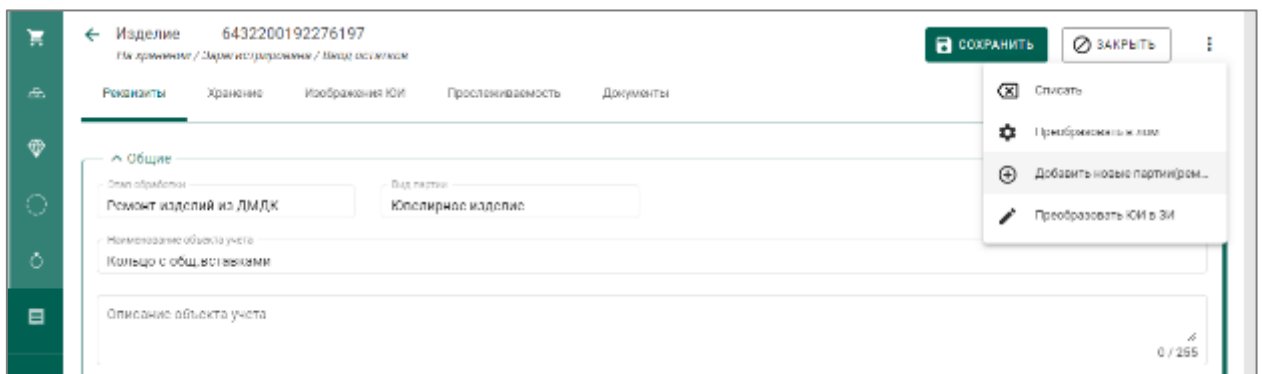 Изделие 6432200192276197
СОХРАНИТЬ
ЗАКРЫТЬ
На хранении / Зарегистрирована / Ввод остатков
Реквизиты Хранение Изображения ЮИ Прослеживаемость Документы
Списать
Преобразовать в лом
Добавить новые партии(рем...
Преобразовать ЮИ в ЗИ
Общие
Этап обработки
Вид партии
Ремонт изделий из ДМДК
Ювелирное изделие
Наименование объекта учета
Кольцо с общ.вставками
Описание объекта учета
0 / 255